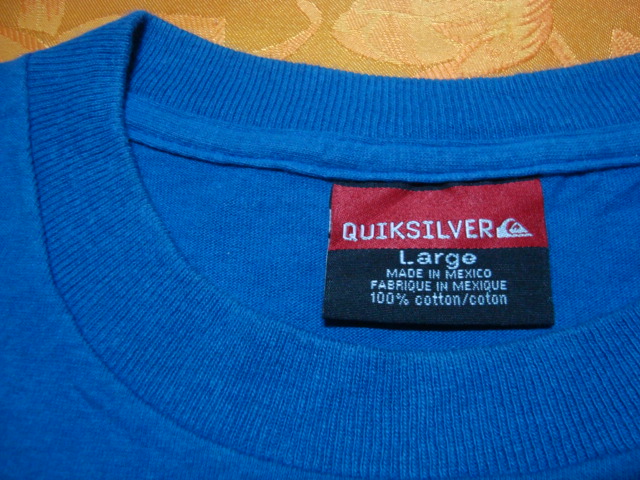 QUIKSILVER
Large
MADE IN MEXICO
FABRIQUE IN MEXIQUE
100% cotton/coton